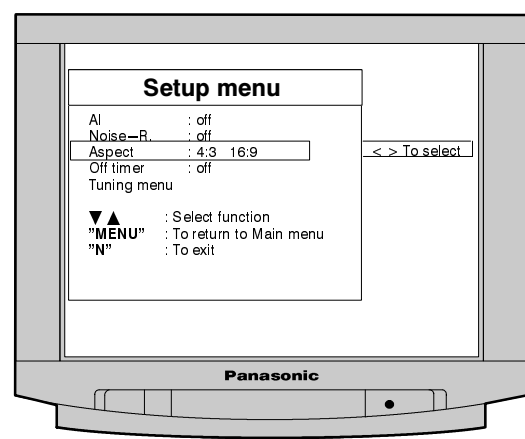 Setup menu
AI : off
Noise–R. : off
Aspect : 4:3 16:9
< > To select
Off timer : off
Tuning menu
▼▲ : Select function
”MENU” : To return to Main menu
”N” : To exit
Panasonic